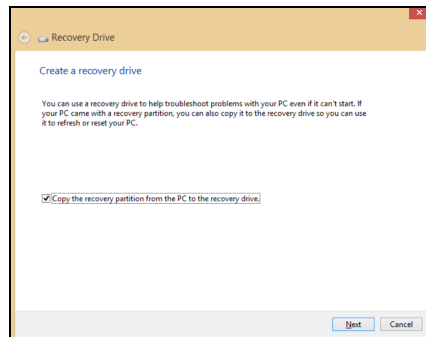 Recovery Drive
Create a recovery drive
You can use a recovery drive to help troubleshoot problems with your PC even if it can't start. If
your PC came with a recovery partition, you can also copy it to the recovery drive so you can use
it to refresh or reset your PC.
Copy the recovery partition from the PC to the recovery drive.
Next Cancel